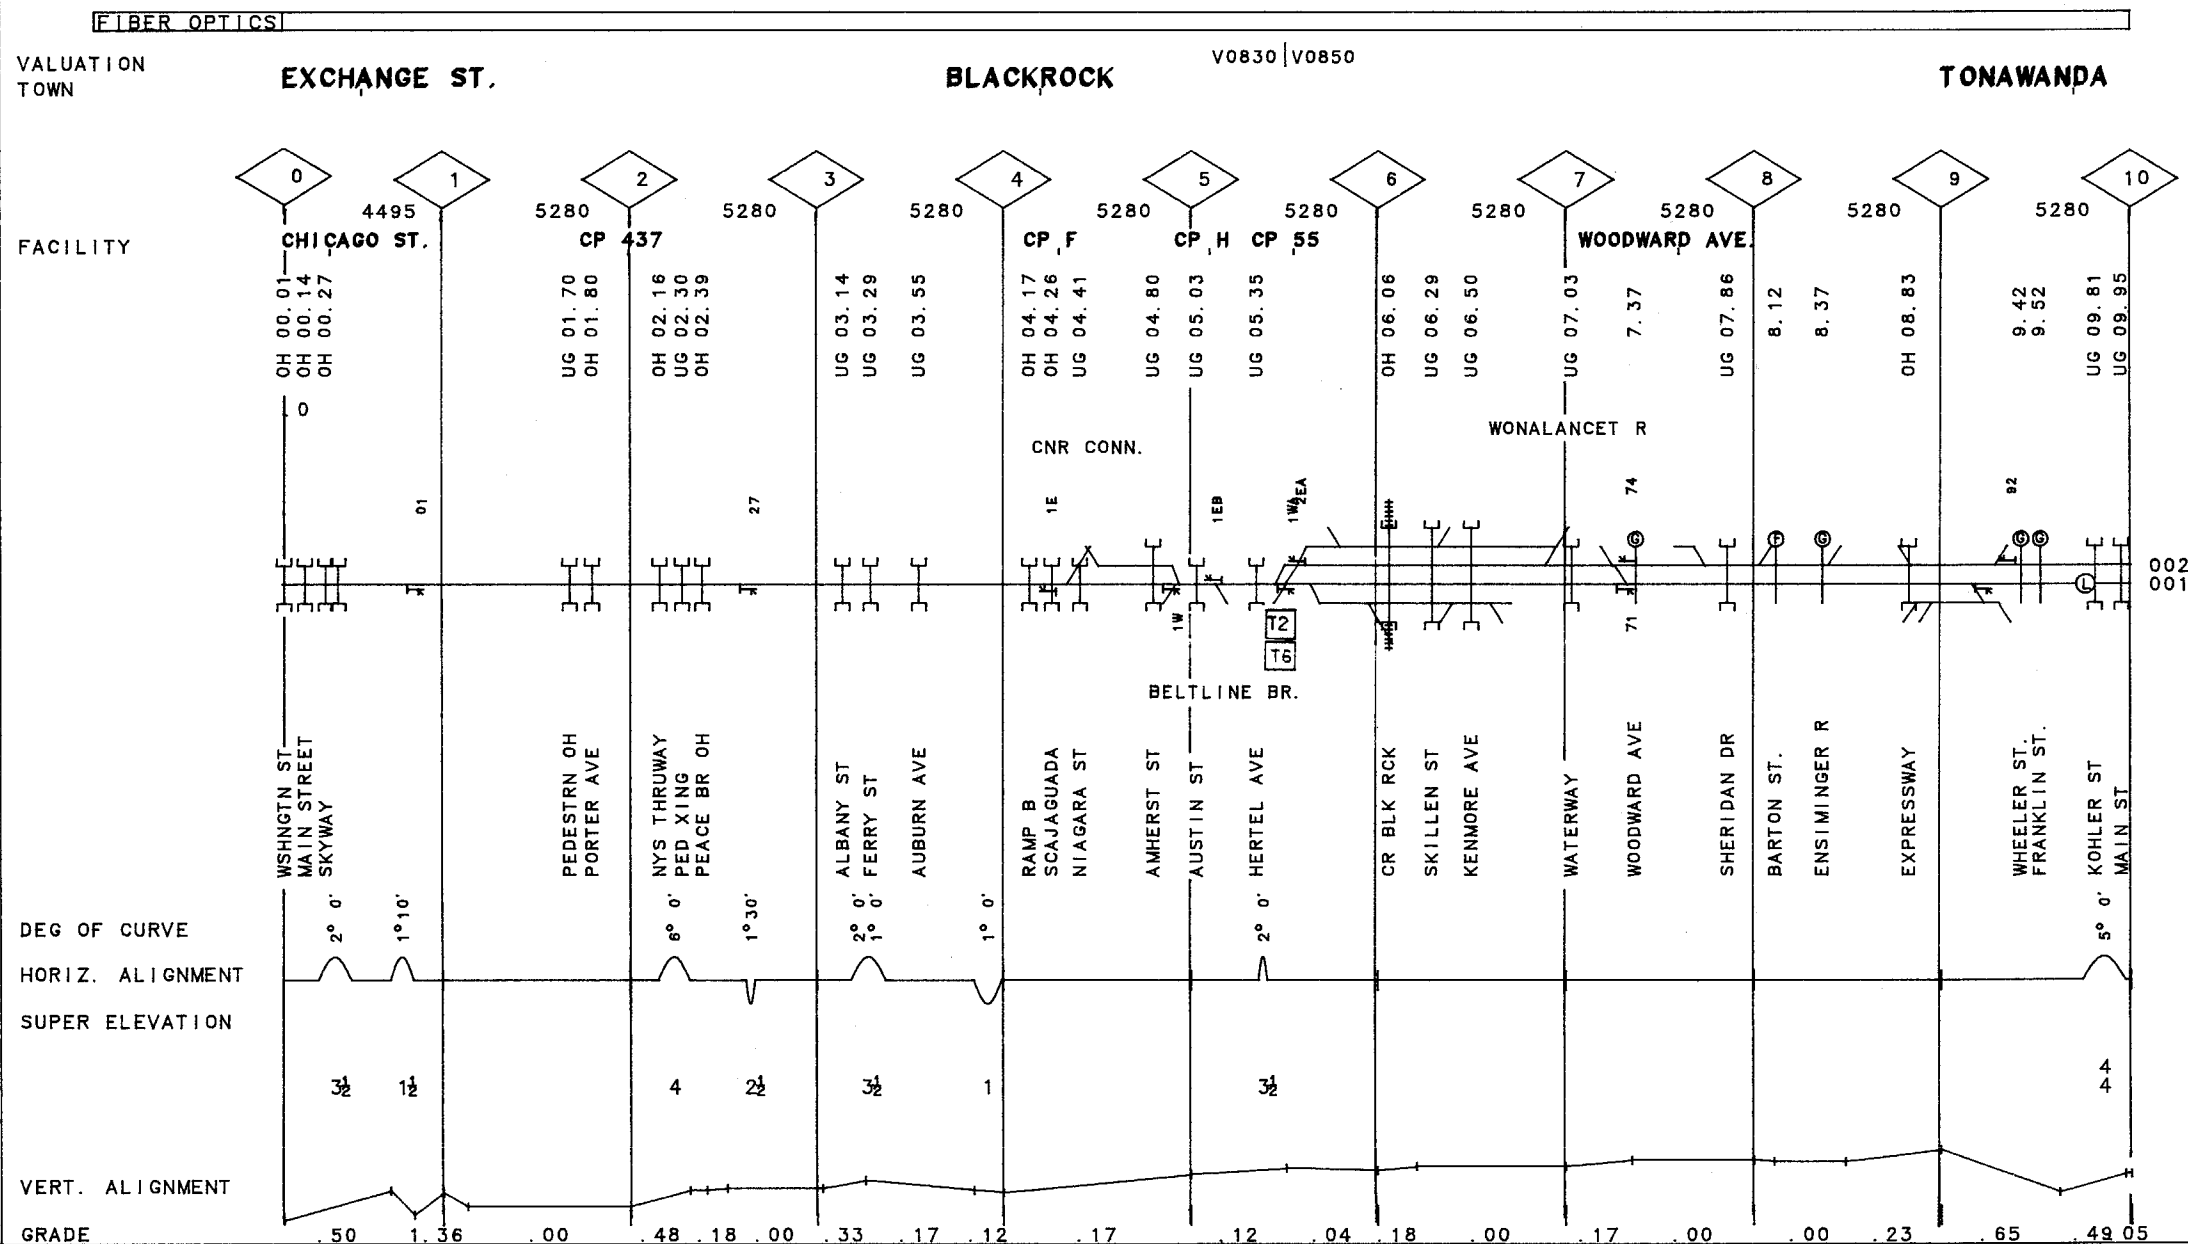 FIBER OPTICS
VALUATION
V0830 V0850
TOWN
EXCHANGE ST. BLACKROCK TONAWANDA
0 1 2 3 4 5 6 7 8 9 10
4495 5280 5280 5280 5280 5280 5280 5280 5280 5280
FACILITY
CHICAGO ST. CP 437 CP F CP H CP 55 WOODWARD AVE.
OH 00.01
OH 00.14
OH 00.27
UG 01.70
OH 01.80
OH 02.16
UG 02.30
OH 02.39
UG 03.14
UG 03.29
UG 03.55
OH 04.17
OH 04.26
UG 04.41
UG 04.80
UG 05.03
UG 05.35
OH 06.06
UG 06.29
UG 06.50
UG 07.03
7.37
UG 07.86
8.12
8.37
OH 08.83
9.42
9.52
UG 09.81
UG 09.95
0
CNR CONN.
WONALANCET R
01 27 1E 1EB 1WA 2EA 74 92
G F G G G
002
001
L
1W
T2
T6
71
BELTLINE BR.
WSHNGTN ST
MAIN STREET
SKYWAY
PEDESTRN OH
PORTER AVE
NYS THRUWAY
PED XING
PEACE BR OH
ALBANY ST
FERRY ST
AUBURN AVE
RAMP B
SCAJAGUADA
NIAGARA ST
AMHERST ST
AUSTIN ST
HERTEL AVE
CR BLK RCK
SKILLEN ST
KENMORE AVE
WATERWAY
WOODWARD AVE
SHERIDAN DR
BARTON ST.
ENSIMINGER R
EXPRESSWAY
WHEELER ST.
FRANKLIN ST.
KOHLER ST
MAIN ST
DEG OF CURVE
2° 0' 1°10' 6° 0' 1°30' 2° 0' 1° 0' 1° 0' 2° 0' 5° 0'
HORIZ. ALIGNMENT
SUPER ELEVATION
3½ 1½ 4 2½ 3½ 1 3½ 4
4
VERT. ALIGNMENT
GRADE .50 1.36 .00 .48 .18 .00 .33 .17 .12 .17 .12 .04 .18 .00 .17 .00 .00 .23 .65 .49 05